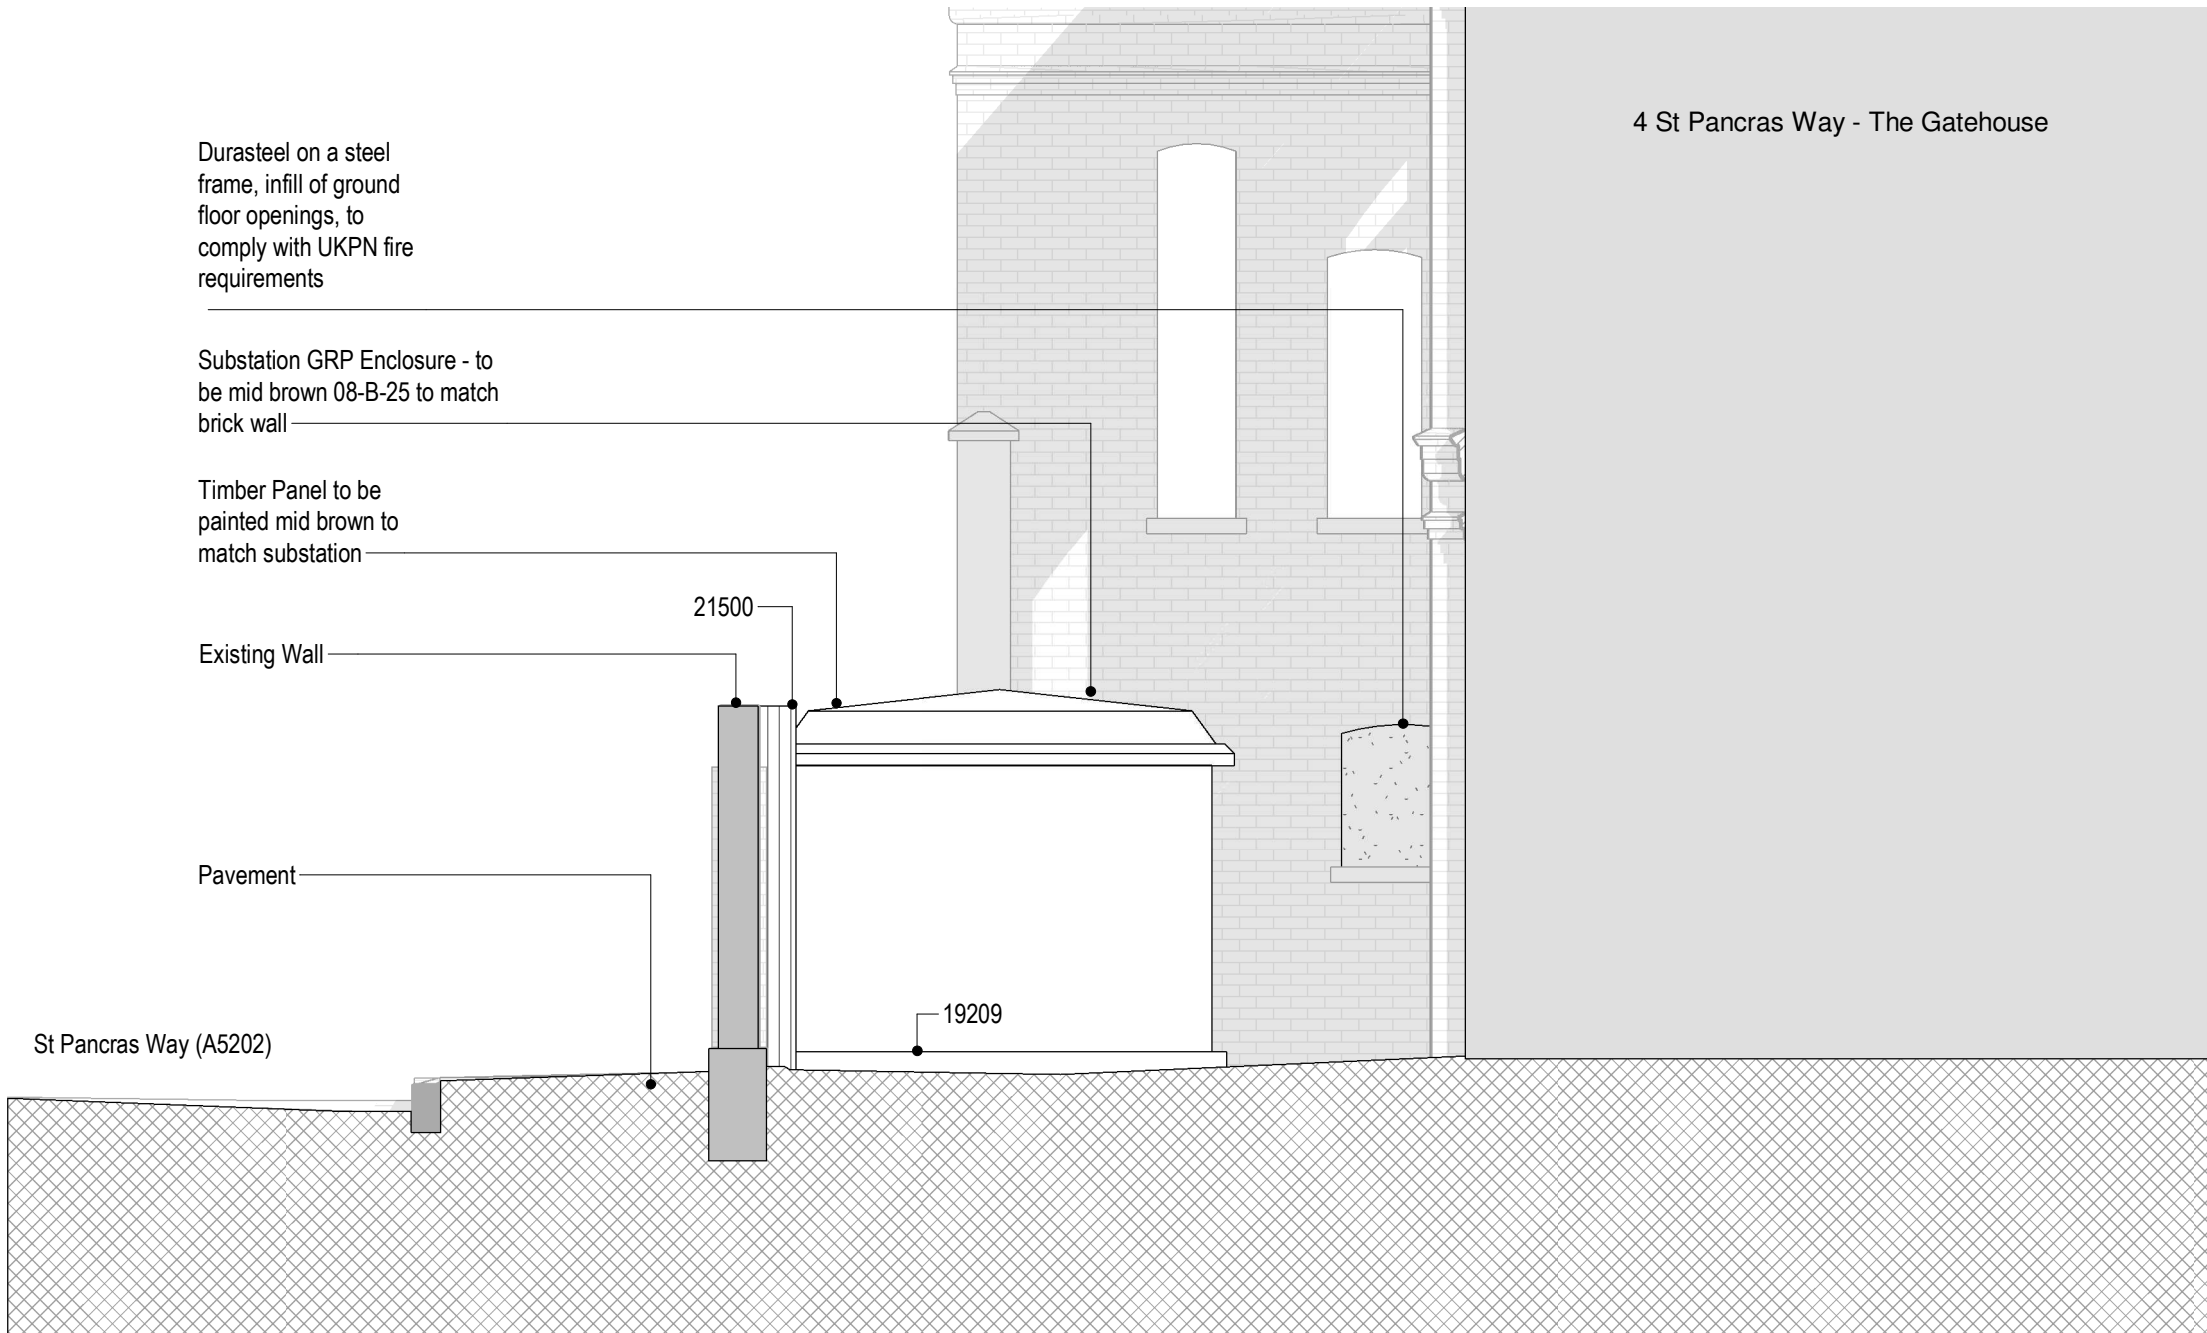 4 St Pancras Way - The Gatehouse
Durasteel on a steel
frame, infill of ground
floor openings, to
comply with UKPN fire
requirements
Substation GRP Enclosure - to
be mid brown 08-B-25 to match
brick wall
Timber Panel to be
painted mid brown to
match substation
21500
Existing Wall
Pavement
19209
St Pancras Way (A5202)